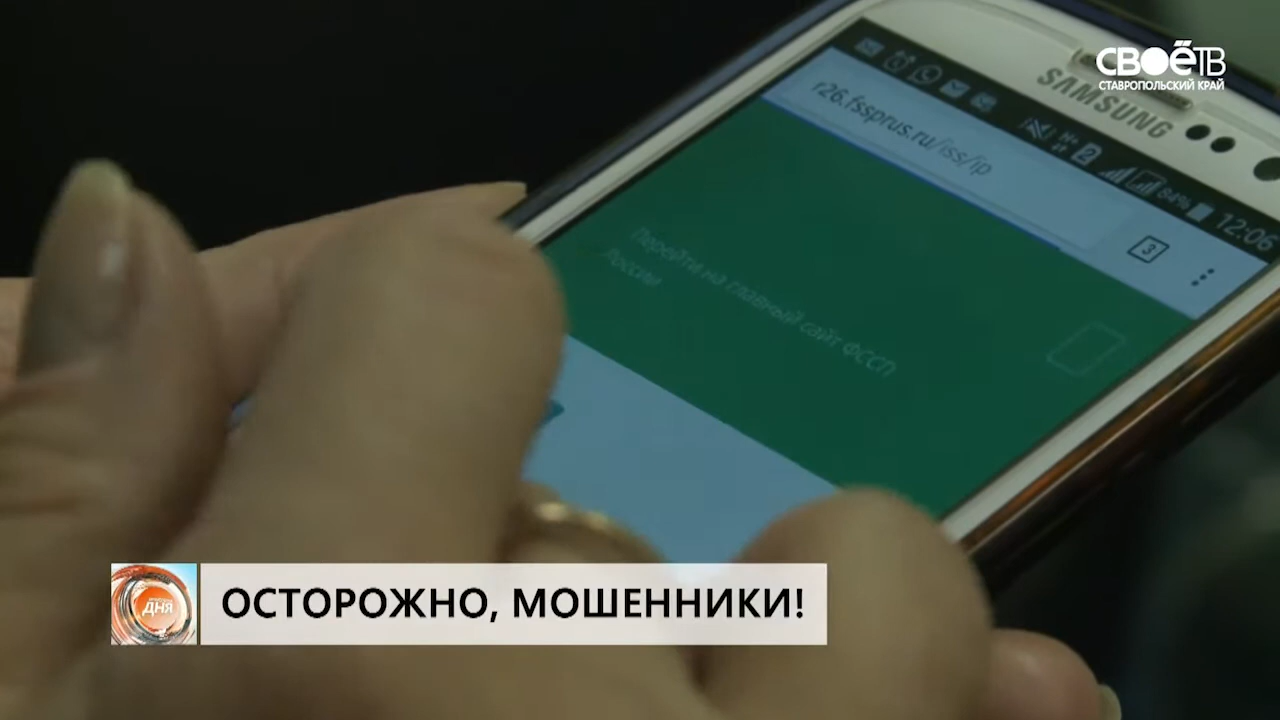 СВОЁТВ
СТАВРОПОЛЬСКИЙ КРАЙ
SAMSUNG
84% 12:06
r26.fssprus.ru/iss/ip
3
Перейти на главный сайт ФССП
России
ДНЯ
ОСТОРОЖНО, МОШЕННИКИ!